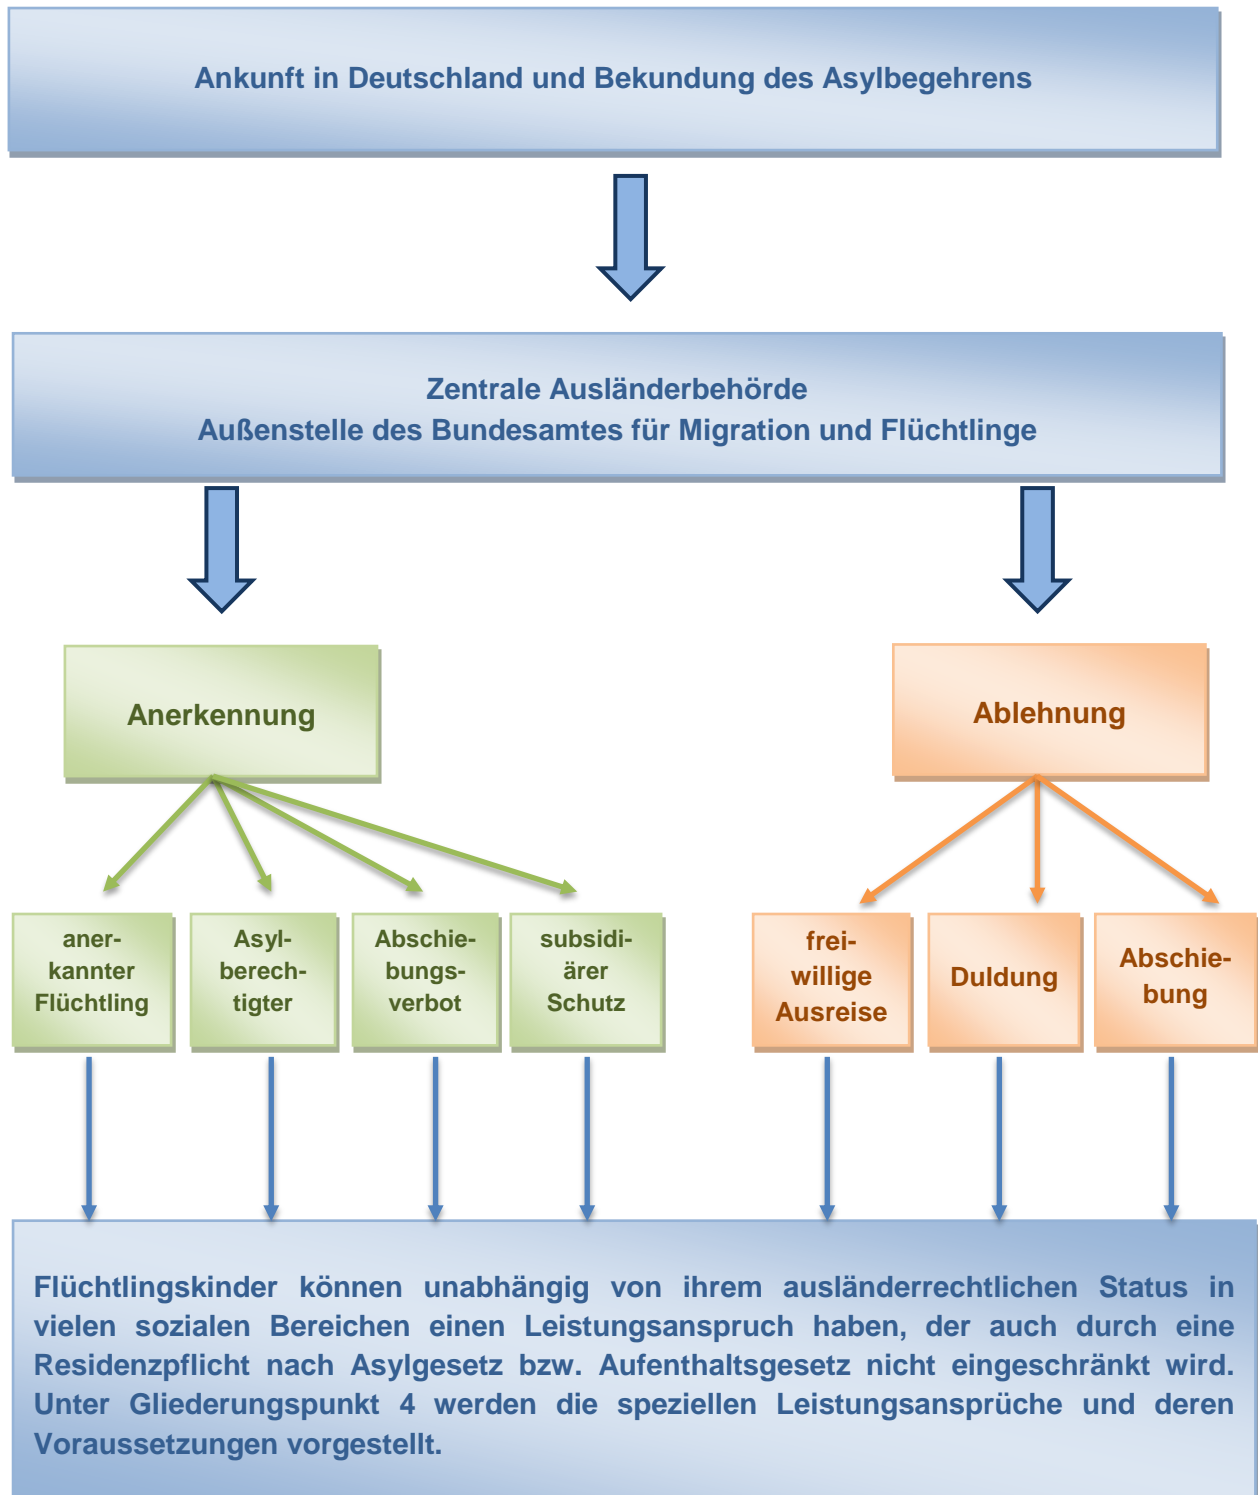 Ankunft in Deutschland und Bekundung des Asylbegehrens
Zentrale Ausländerbehörde
Außenstelle des Bundesamtes für Migration und Flüchtlinge
Anerkennung
Ablehnung
aner-
kannter
Flüchtling
Asyl-
berech-
tigter
Abschie-
bungs-
verbot
subsidi-
ärer
Schutz
frei-
willige
Ausreise
Duldung
Abschie-
bung
Flüchtlingskinder können unabhängig von ihrem ausländerrechtlichen Status in
vielen sozialen Bereichen einen Leistungsanspruch haben, der auch durch eine
Residenzpflicht nach Asylgesetz bzw. Aufenthaltsgesetz nicht eingeschränkt wird.
Unter Gliederungspunkt 4 werden die speziellen Leistungsansprüche und deren
Voraussetzungen vorgestellt.